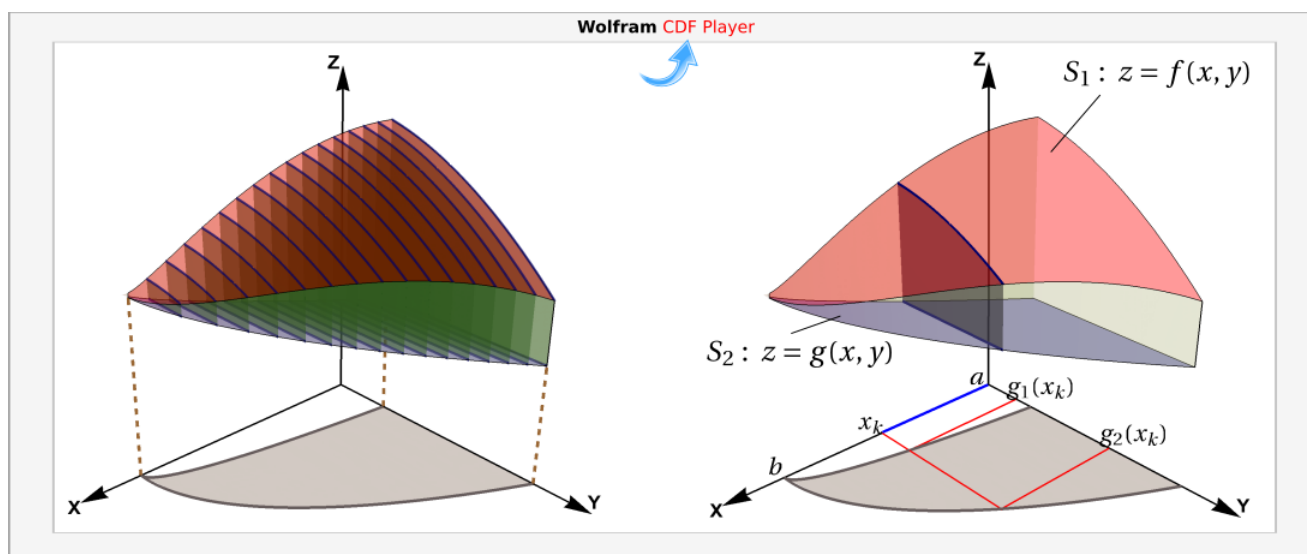 Wolfram CDF Player
Z
X
Y
Z
S₁ : z = f(x, y)
S₂ : z = g(x, y)
a
g₁(xₖ)
xₖ
g₂(xₖ)
b
X
Y